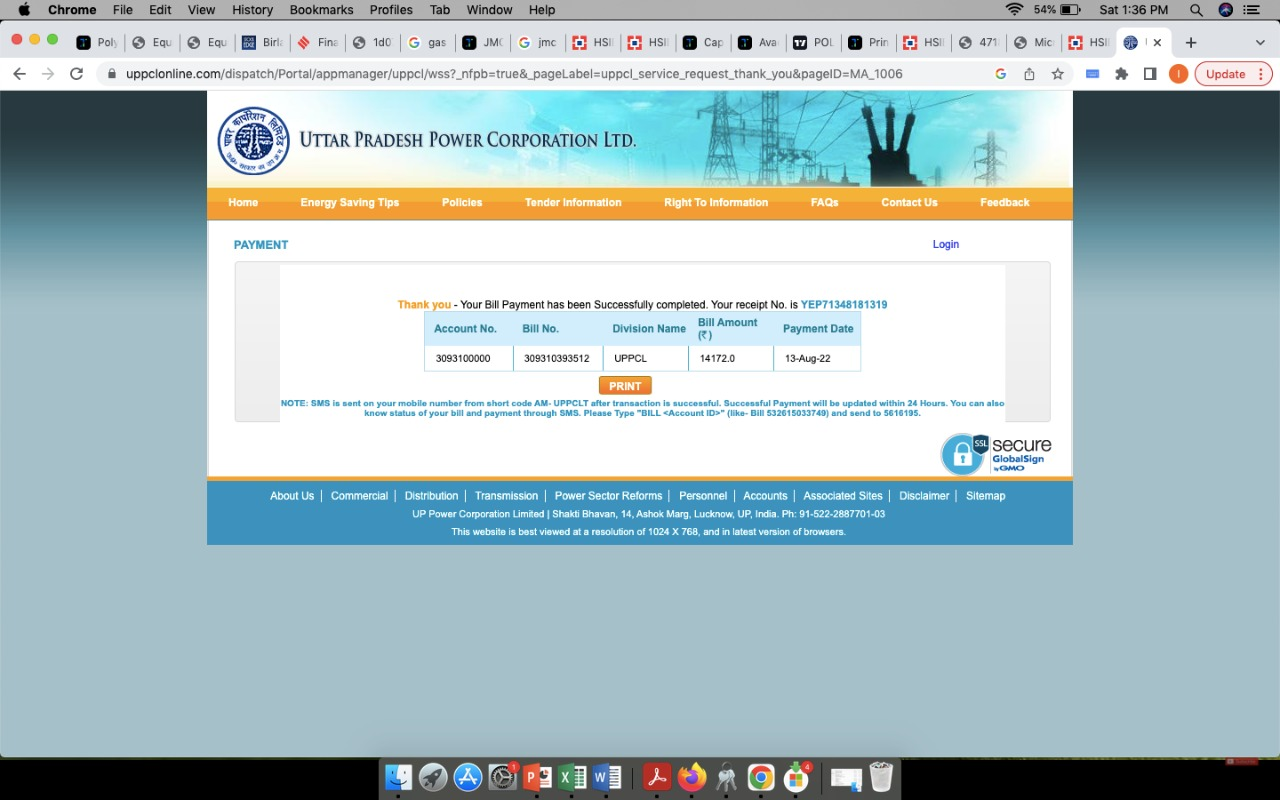 Chrome File Edit View History Bookmarks Profiles Tab Window Help 54% Sat 1:36 PM
Poly Equ Equ Birla Fina 1d0 gas JMC jmc HSII HSII Cap Ava POL Prin HSII 471 Mic HSII
uppclonline.com/dispatch/Portal/appmanager/uppcl/wss?_nfpb=true&_pageLabel=uppcl_service_request_thank_you&pageID=MA_1006 Update
UTTAR PRADESH POWER CORPORATION LTD.
Home Energy Saving Tips Policies Tender Information Right To Information FAQs Contact Us Feedback
PAYMENT Login
Thank you - Your Bill Payment has been Successfully completed. Your receipt No. is YEP71348181319
Account No. Bill No. Division Name Bill Amount (₹) Payment Date
3093100000 309310393512 UPPCL 14172.0 13-Aug-22
PRINT
NOTE: SMS is sent on your mobile number from short code AM- UPPCLT after transaction is successful. Successful Payment will be updated within 24 Hours. You can also
know status of your bill and payment through SMS. Please Type "BILL <Account ID>" (like- Bill 532615033749) and send to 5616195.
SSL secure
GlobalSign
by GMO
About Us | Commercial | Distribution | Transmission | Power Sector Reforms | Personnel | Accounts | Associated Sites | Disclaimer | Sitemap
UP Power Corporation Limited | Shakti Bhavan, 14, Ashok Marg, Lucknow, UP, India. Ph: 91-522-2887701-03
This website is best viewed at a resolution of 1024 X 768, and in latest version of browsers.